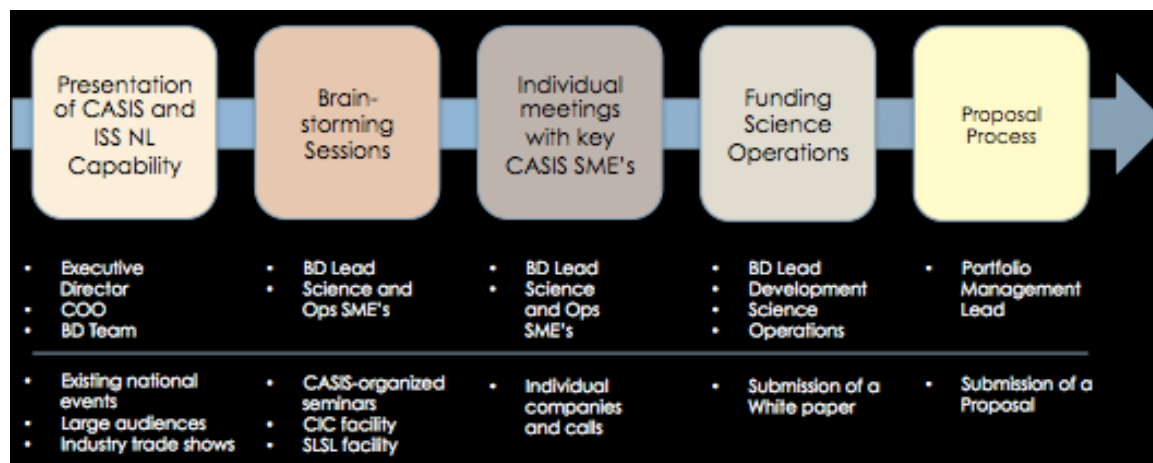 Presentation
of CASIS and
ISS NL
Capability
Brain-
storming
Sessions
Individual
meetings
with key
CASIS SME's
Funding
Science
Operations
Proposal
Process
• Executive
Director
• COO
• BD Team
• BD Lead
• Science and
Ops SME's
• BD Lead
• Science
and Ops
SME's
• BD Lead
• Development
• Science
• Operations
• Portfolio
Management
Lead
• Existing national
events
• Large audiences
• Industry trade shows
• CASIS-organized
seminars
• CIC facility
• SLSL facility
• Individual
companies
and calls
• Submission of a
White paper
• Submission of a
Proposal